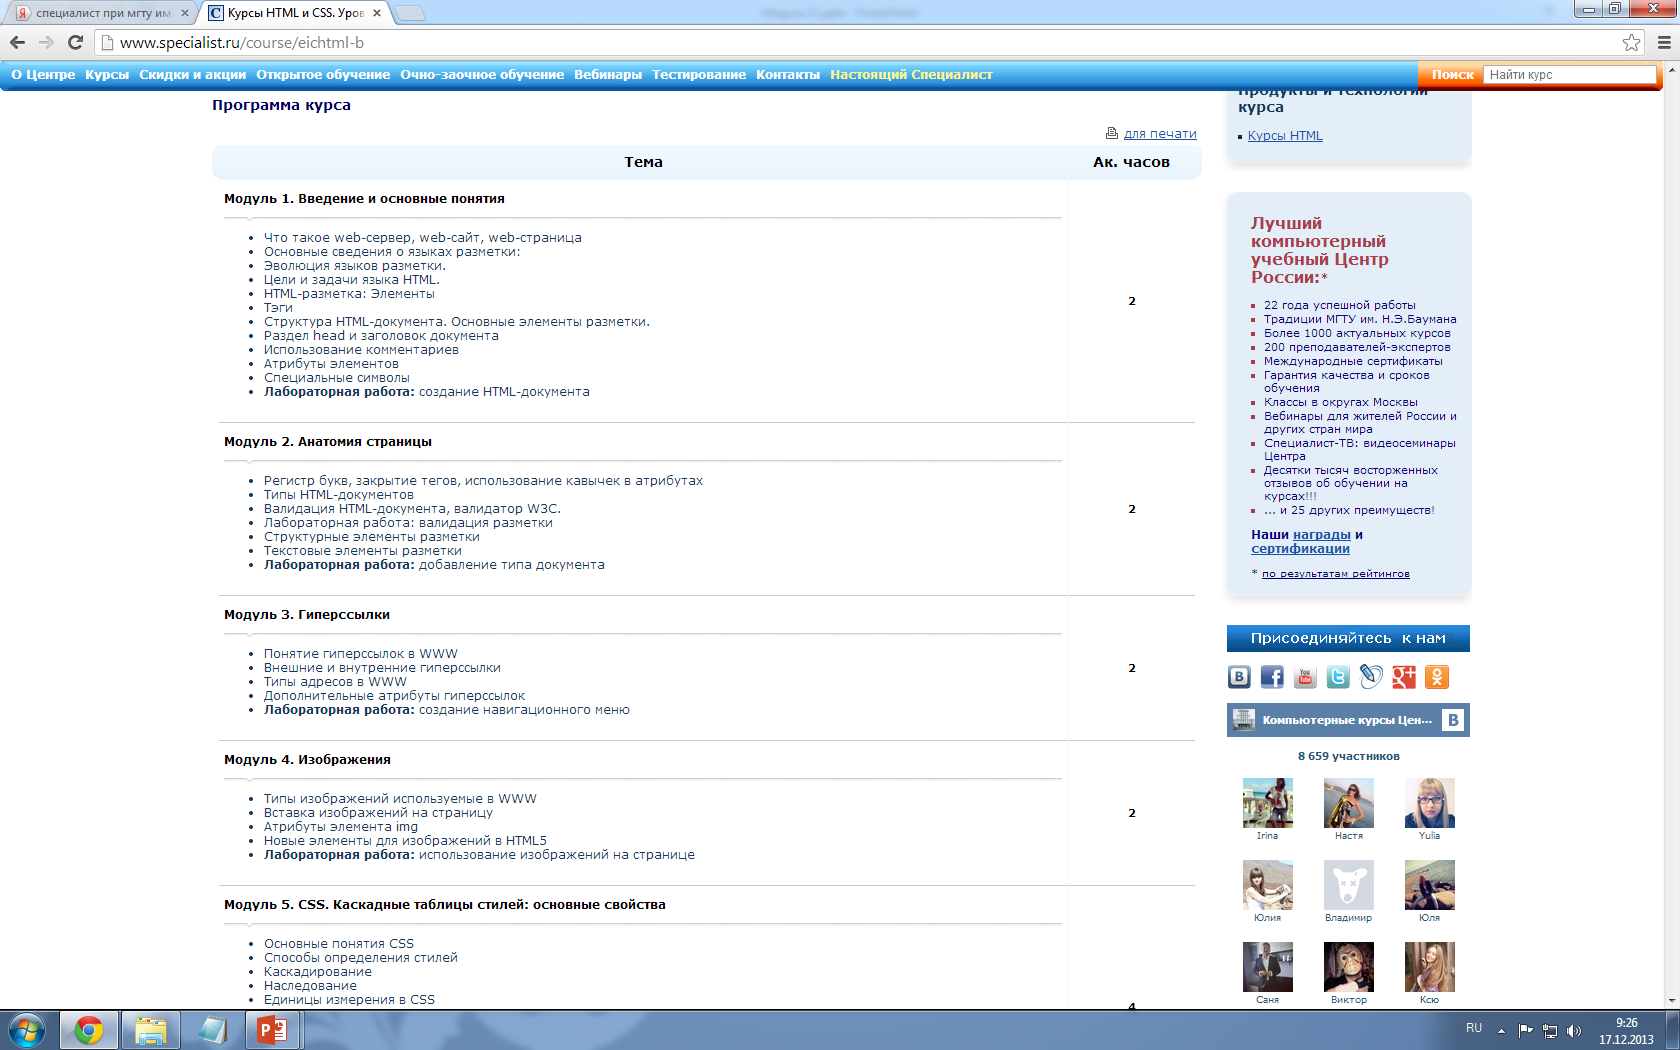 специалист при мгту им
Курсы HTML и CSS. Уров
www.specialist.ru/course/eichtml-b
О Центре Курсы Скидки и акции Открытое обучение Очно-заочное обучение Вебинары Тестирование Контакты Настоящий Специалист
Поиск
Найти курс
Программа курса
для печати
Тема
Ак. часов
Модуль 1. Введение и основные понятия
Что такое web-сервер, web-сайт, web-страница
Основные сведения о языках разметки:
Эволюция языков разметки.
Цели и задачи языка HTML.
HTML-разметка: Элементы
Тэги
Структура HTML-документа. Основные элементы разметки.
Раздел head и заголовок документа
Использование комментариев
Атрибуты элементов
Специальные символы
Лабораторная работа: создание HTML-документа
2
Модуль 2. Анатомия страницы
Регистр букв, закрытие тегов, использование кавычек в атрибутах
Типы HTML-документов
Валидация HTML-документа, валидатор W3C.
Лабораторная работа: валидация разметки
Структурные элементы разметки
Текстовые элементы разметки
Лабораторная работа: добавление типа документа
2
Модуль 3. Гиперссылки
Понятие гиперссылок в WWW
Внешние и внутренние гиперссылки
Типы адресов в WWW
Дополнительные атрибуты гиперссылок
Лабораторная работа: создание навигационного меню
2
Модуль 4. Изображения
Типы изображений используемые в WWW
Вставка изображений на страницу
Атрибуты элемента img
Новые элементы для изображений в HTML5
Лабораторная работа: использование изображений на странице
2
Модуль 5. CSS. Каскадные таблицы стилей: основные свойства
Основные понятия CSS
Способы определения стилей
Каскадирование
Наследование
Единицы измерения в CSS
4
Продукты и технологии
курса
Курсы HTML
Лучший
компьютерный
учебный Центр
России:*
22 года успешной работы
Традиции МГТУ им. Н.Э.Баумана
Более 1000 актуальных курсов
200 преподавателей-экспертов
Международные сертификаты
Гарантия качества и сроков
обучения
Классы в округах Москвы
Вебинары для жителей России и
других стран мира
Специалист-ТВ: видеосеминары
Центра
Десятки тысяч восторженных
отзывов об обучении на
курсах!!!
... и 25 других преимуществ!
Наши награды и
сертификации
* по результатам рейтингов
Присоединяйтесь к нам
Компьютерные курсы Цен...
8 659 участников
Irina Настя Yulia
Юлия Владимир Юля
Саня Виктор Ксю
RU
9:26
17.12.2013